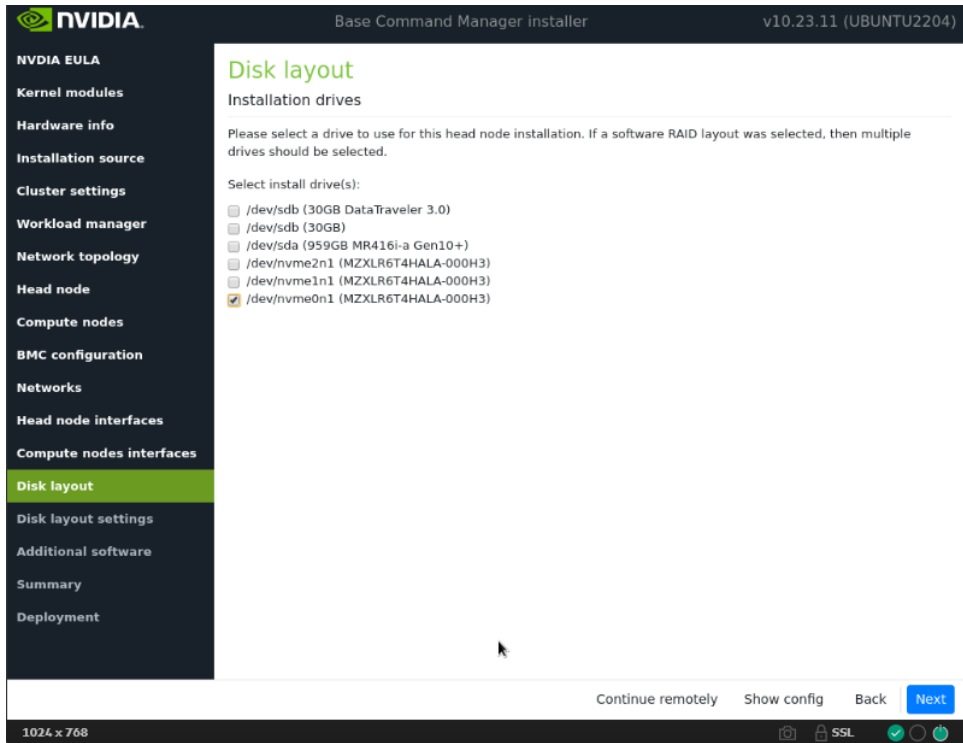 NVIDIA.
Base Command Manager installer
v10.23.11 (UBUNTU2204)
NVDIA EULA
Kernel modules
Hardware info
Installation source
Cluster settings
Workload manager
Network topology
Head node
Compute nodes
BMC configuration
Networks
Head node interfaces
Compute nodes interfaces
Disk layout
Disk layout settings
Additional software
Summary
Deployment
Disk layout
Installation drives
Please select a drive to use for this head node installation. If a software RAID layout was selected, then multiple
drives should be selected.
Select install drive(s):
/dev/sdb (30GB DataTraveler 3.0)
/dev/sdb (30GB)
/dev/sda (959GB MR416i-a Gen10+)
/dev/nvme2n1 (MZXLR6T4HALA-000H3)
/dev/nvme1n1 (MZXLR6T4HALA-000H3)
/dev/nvme0n1 (MZXLR6T4HALA-000H3)
Continue remotely
Show config
Back
Next
1024 x 768
SSL